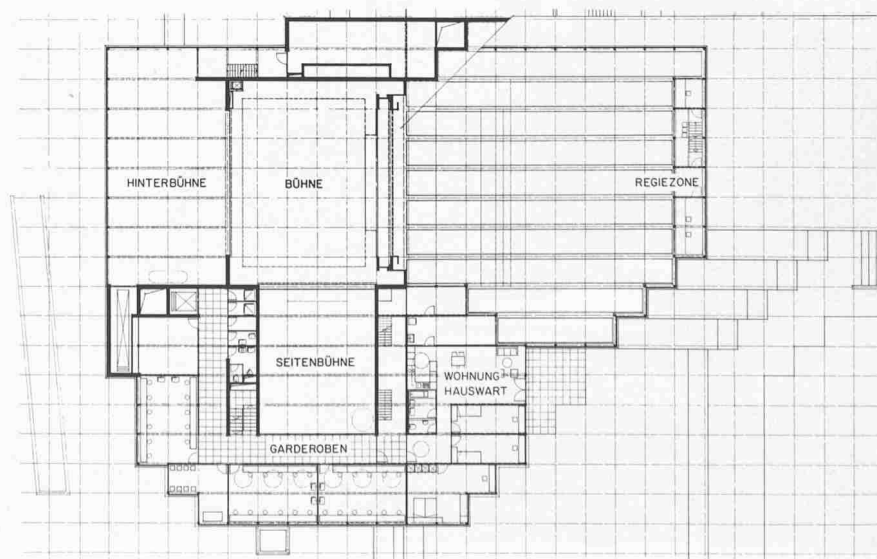 HINTERBÜHNE
BÜHNE
REGIEZONE
SEITENBÜHNE
WOHNUNG
HAUSWART
GARDEROBEN